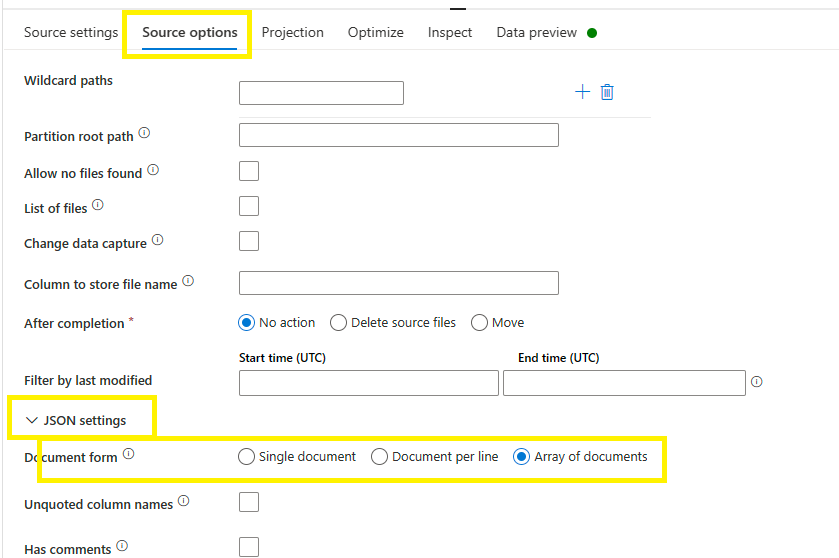 Source settings Source options Projection Optimize Inspect Data preview
Wildcard paths
Partition root path
Allow no files found
List of files
Change data capture
Column to store file name
After completion * No action Delete source files Move
Start time (UTC) End time (UTC)
Filter by last modified
JSON settings
Document form Single document Document per line Array of documents
Unquoted column names
Has comments